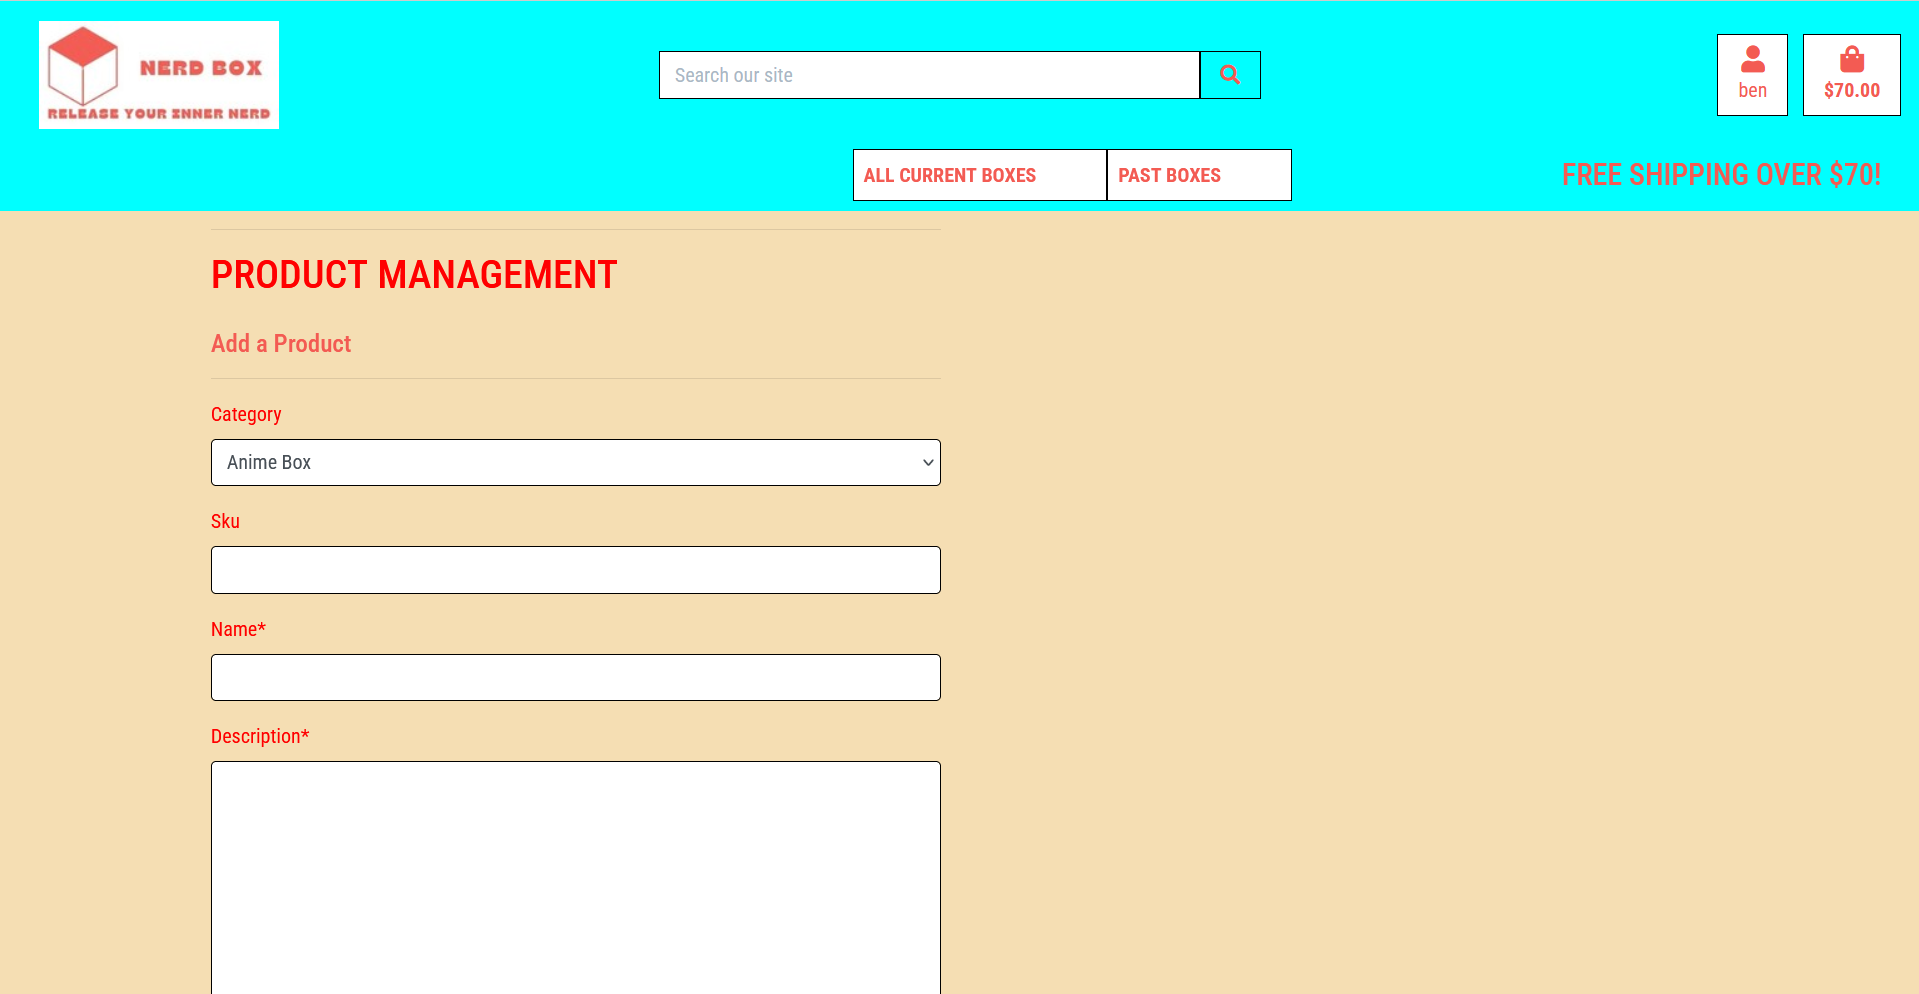 NERD BOX
RELEASE YOUR INNER NERD
Search our site
ben
$70.00
ALL CURRENT BOXES
PAST BOXES
FREE SHIPPING OVER $70!
PRODUCT MANAGEMENT
Add a Product
Category
Anime Box
Sku
Name*
Description*